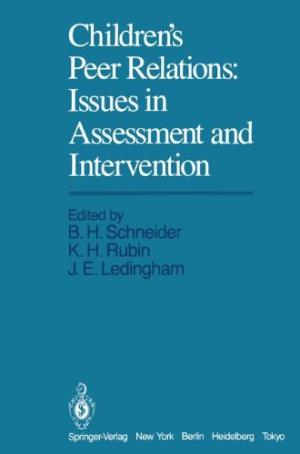 Children's
Peer Relations:
Issues in
Assessment and
Intervention
Edited by
B. H. Schneider
K. H. Rubin
J. E. Ledingham
Springer-Verlag New York Berlin Heidelberg Tokyo